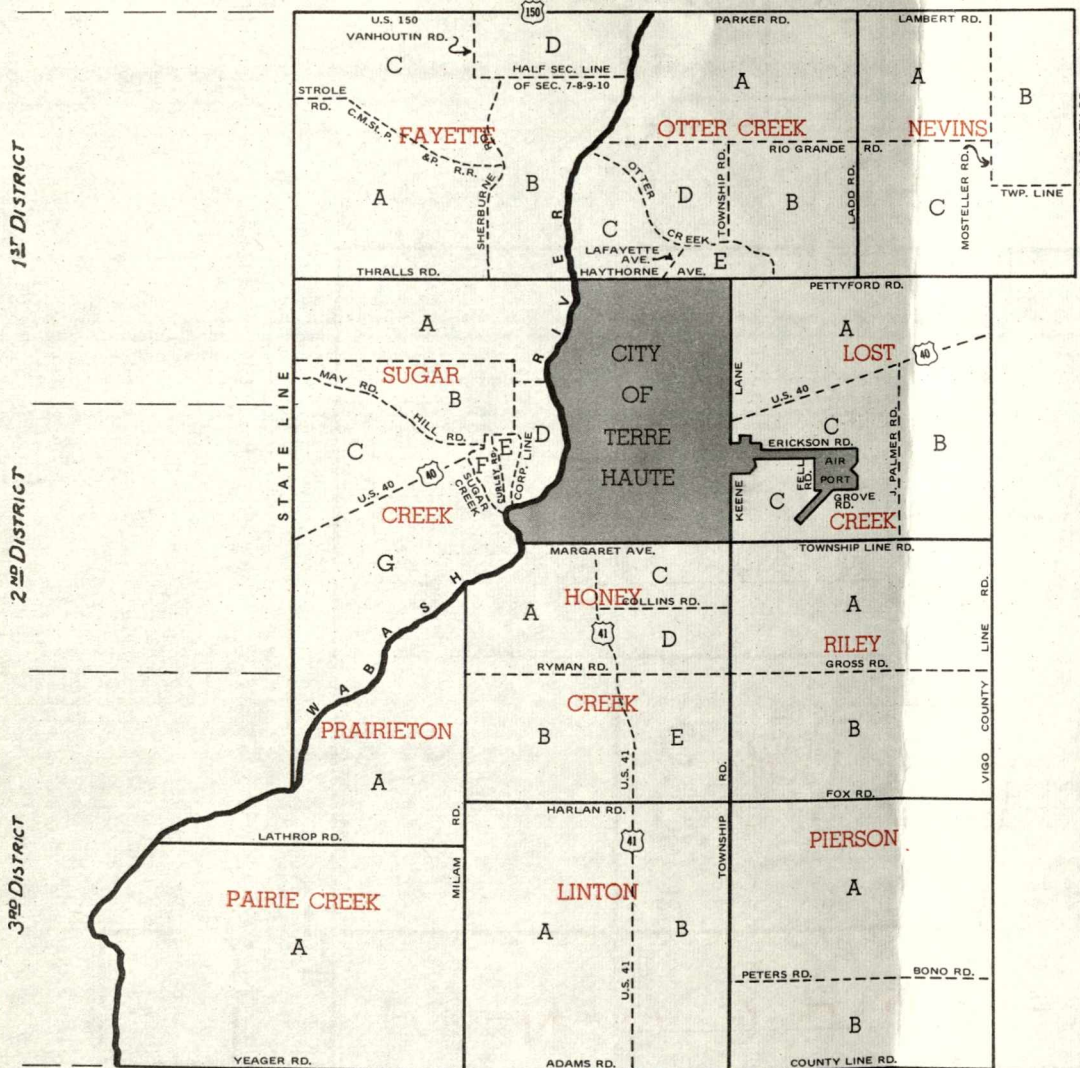 1ST DISTRICT
2ND DISTRICT
3RD DISTRICT
U.S. 150
150
PARKER RD.
LAMBERT RD.
VANHOUTIN RD.
C
D
HALF SEC. LINE
OF SEC. 7-8-9-10
A
A
B
STROLE
RD.
C.M.St. P.
&P.
R.R.
FAYETTE
RD.
OTTER CREEK
NEVINS
RIO GRANDE RD.
SHERBURNE
A
B
C
OTTER
CREEK
D
TOWNSHIP RD.
B
LADD RD.
C
MOSTELLER RD.
TWP. LINE
LAFAYETTE
AVE.
E
THRALLS RD.
HAYTHORNE AVE.
PETTYFORD RD.
WABASH RIVER
STATE LINE
A
SUGAR
B
MAY RD.
HILL
RD.
C
D
E
F
CURLEY RD.
CORP. LINE
SUGAR
CREEK
U.S. 40
40
CREEK
G
CITY
OF
TERRE
HAUTE
A
LOST
40
U.S. 40
LANE
KEENE
C
ERICKSON RD.
AIR
PORT
FELL
RD.
GROVE
RD.
C
J. PALMER RD.
B
CREEK
MARGARET AVE.
TOWNSHIP LINE RD.
C
HONEY
COLLINS RD.
A
41
D
RYMAN RD.
A
RILEY
GROSS RD.
VIGO COUNTY LINE RD.
CREEK
B
E
U.S. 41
B
FOX RD.
PRAIRIETON
A
LATHROP RD.
MILAM RD.
HARLAN RD.
41
TOWNSHIP RD.
PIERSON
PAIRIE CREEK
A
LINTON
A
B
U.S. 41
A
PETERS RD.
BONO RD.
B
YEAGER RD.
ADAMS RD.
COUNTY LINE RD.